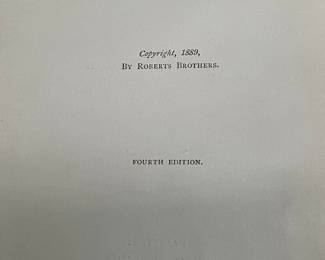 Copyright, 1889,
BY ROBERTS BROTHERS.
FOURTH EDITION.